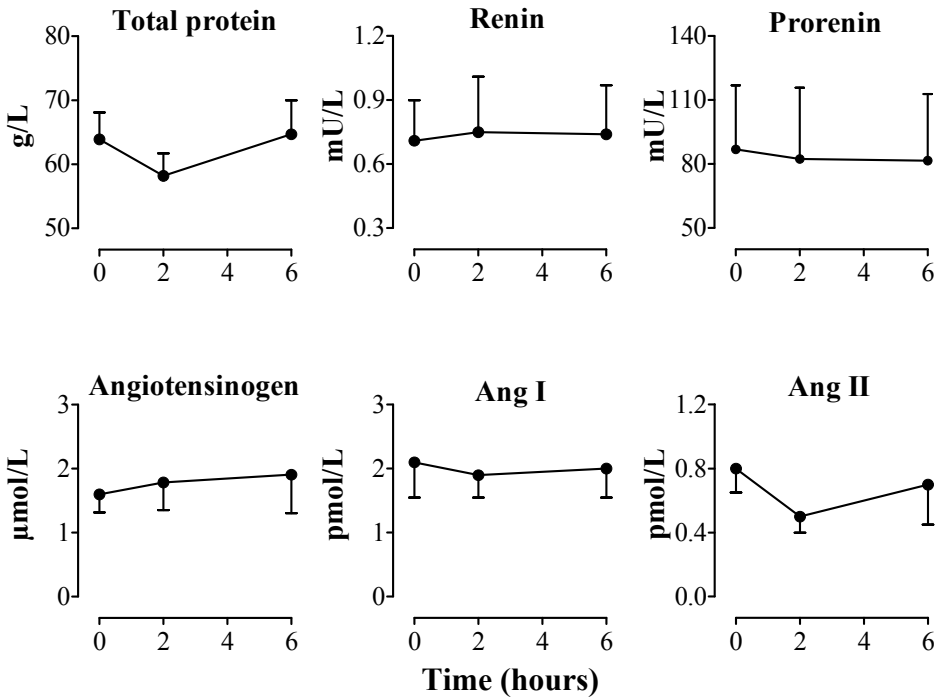 Total protein
g/L
80
70
60
50
0 2 4 6
Renin
mU/L
1.2
0.9
0.6
0.3
0 2 4 6
Prorenin
mU/L
140
110
80
50
0 2 4 6
Angiotensinogen
µmol/L
3
2
1
0
0 2 4 6
Ang I
pmol/L
3
2
1
0
0 2 4 6
Ang II
pmol/L
1.2
0.8
0.4
0.0
0 2 4 6
Time (hours)